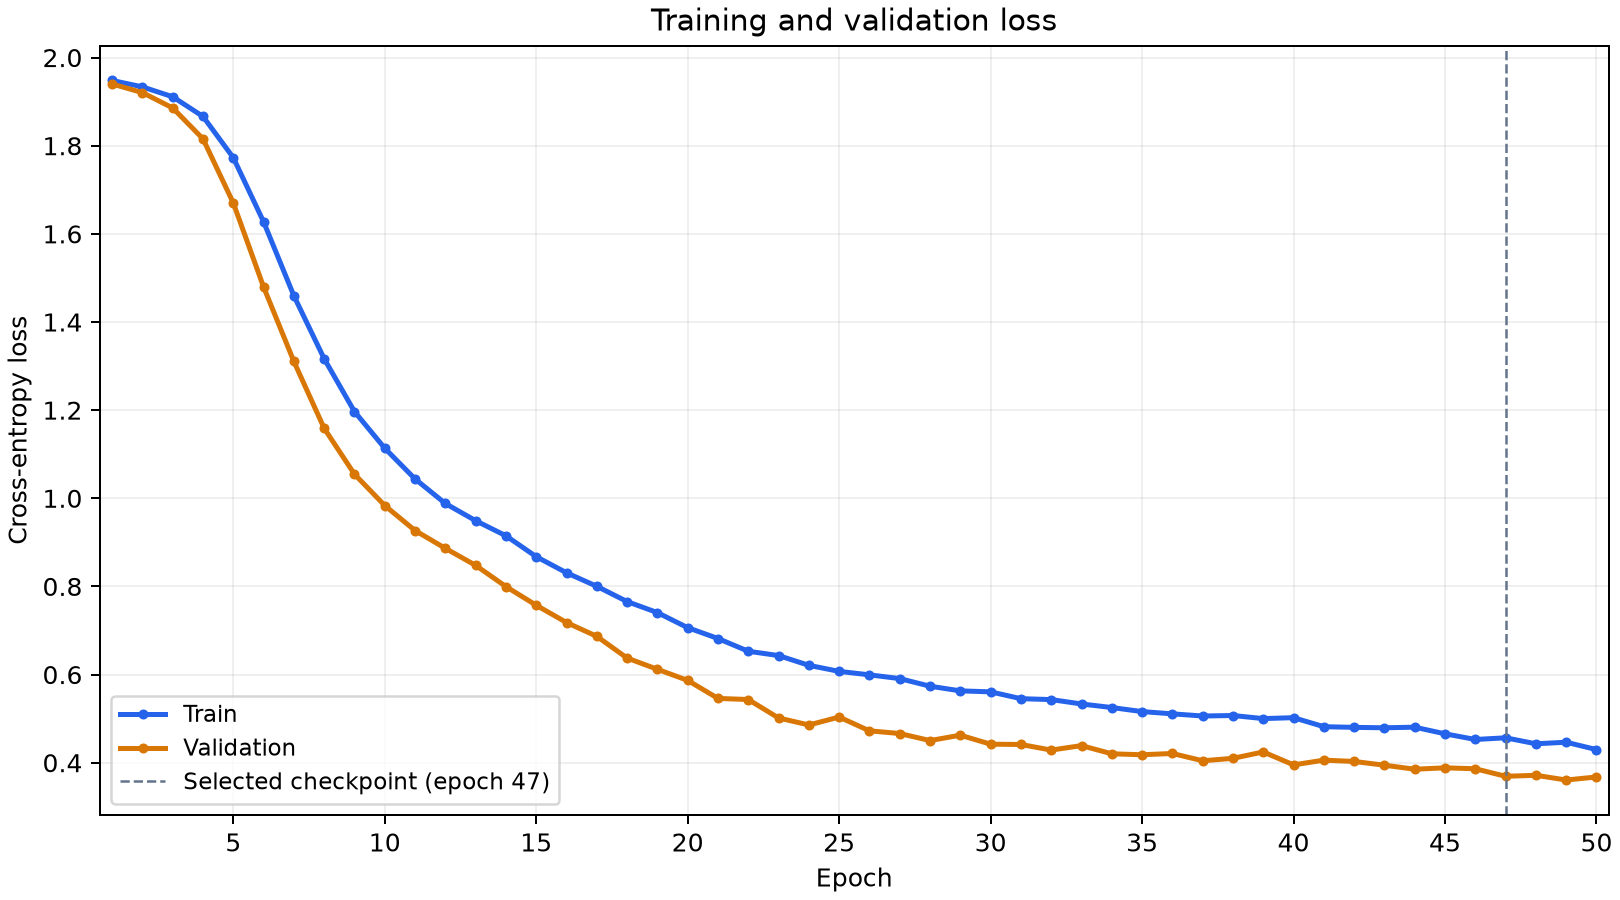 Training and validation loss
Cross-entropy loss
2.0
1.8
1.6
1.4
1.2
1.0
0.8
0.6
0.4
Train
Validation
Selected checkpoint (epoch 47)
5 10 15 20 25 30 35 40 45 50
Epoch